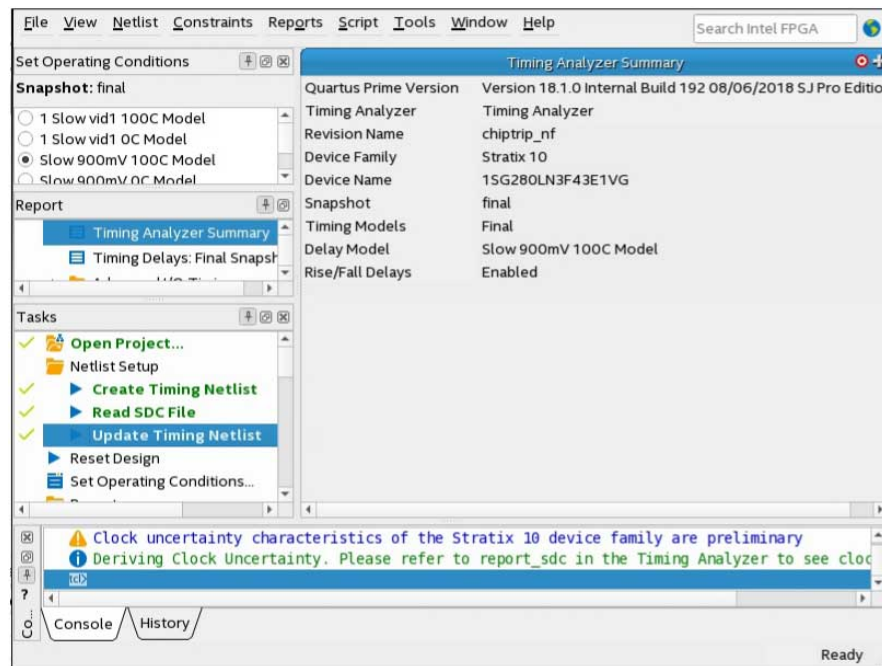 File View Netlist Constraints Reports Script Tools Window Help
Search Intel FPGA
Set Operating Conditions
Snapshot: final
1 Slow vid1 100C Model
1 Slow vid1 0C Model
Slow 900mV 100C Model
Slow 900mV 0C Model
Report
Timing Analyzer Summary
Timing Delays: Final Snapsh
Tasks
Open Project...
Netlist Setup
Create Timing Netlist
Read SDC File
Update Timing Netlist
Reset Design
Set Operating Conditions...
Timing Analyzer Summary
Quartus Prime Version Version 18.1.0 Internal Build 192 08/06/2018 SJ Pro Editio
Timing Analyzer Timing Analyzer
Revision Name chiptrip_nf
Device Family Stratix 10
Device Name 1SG280LN3F43E1VG
Snapshot final
Timing Models Final
Delay Model Slow 900mV 100C Model
Rise/Fall Delays Enabled
Clock uncertainty characteristics of the Stratix 10 device family are preliminary
Deriving Clock Uncertainty. Please refer to report_sdc in the Timing Analyzer to see cloc
tcl>
?
Co...
Console History
Ready